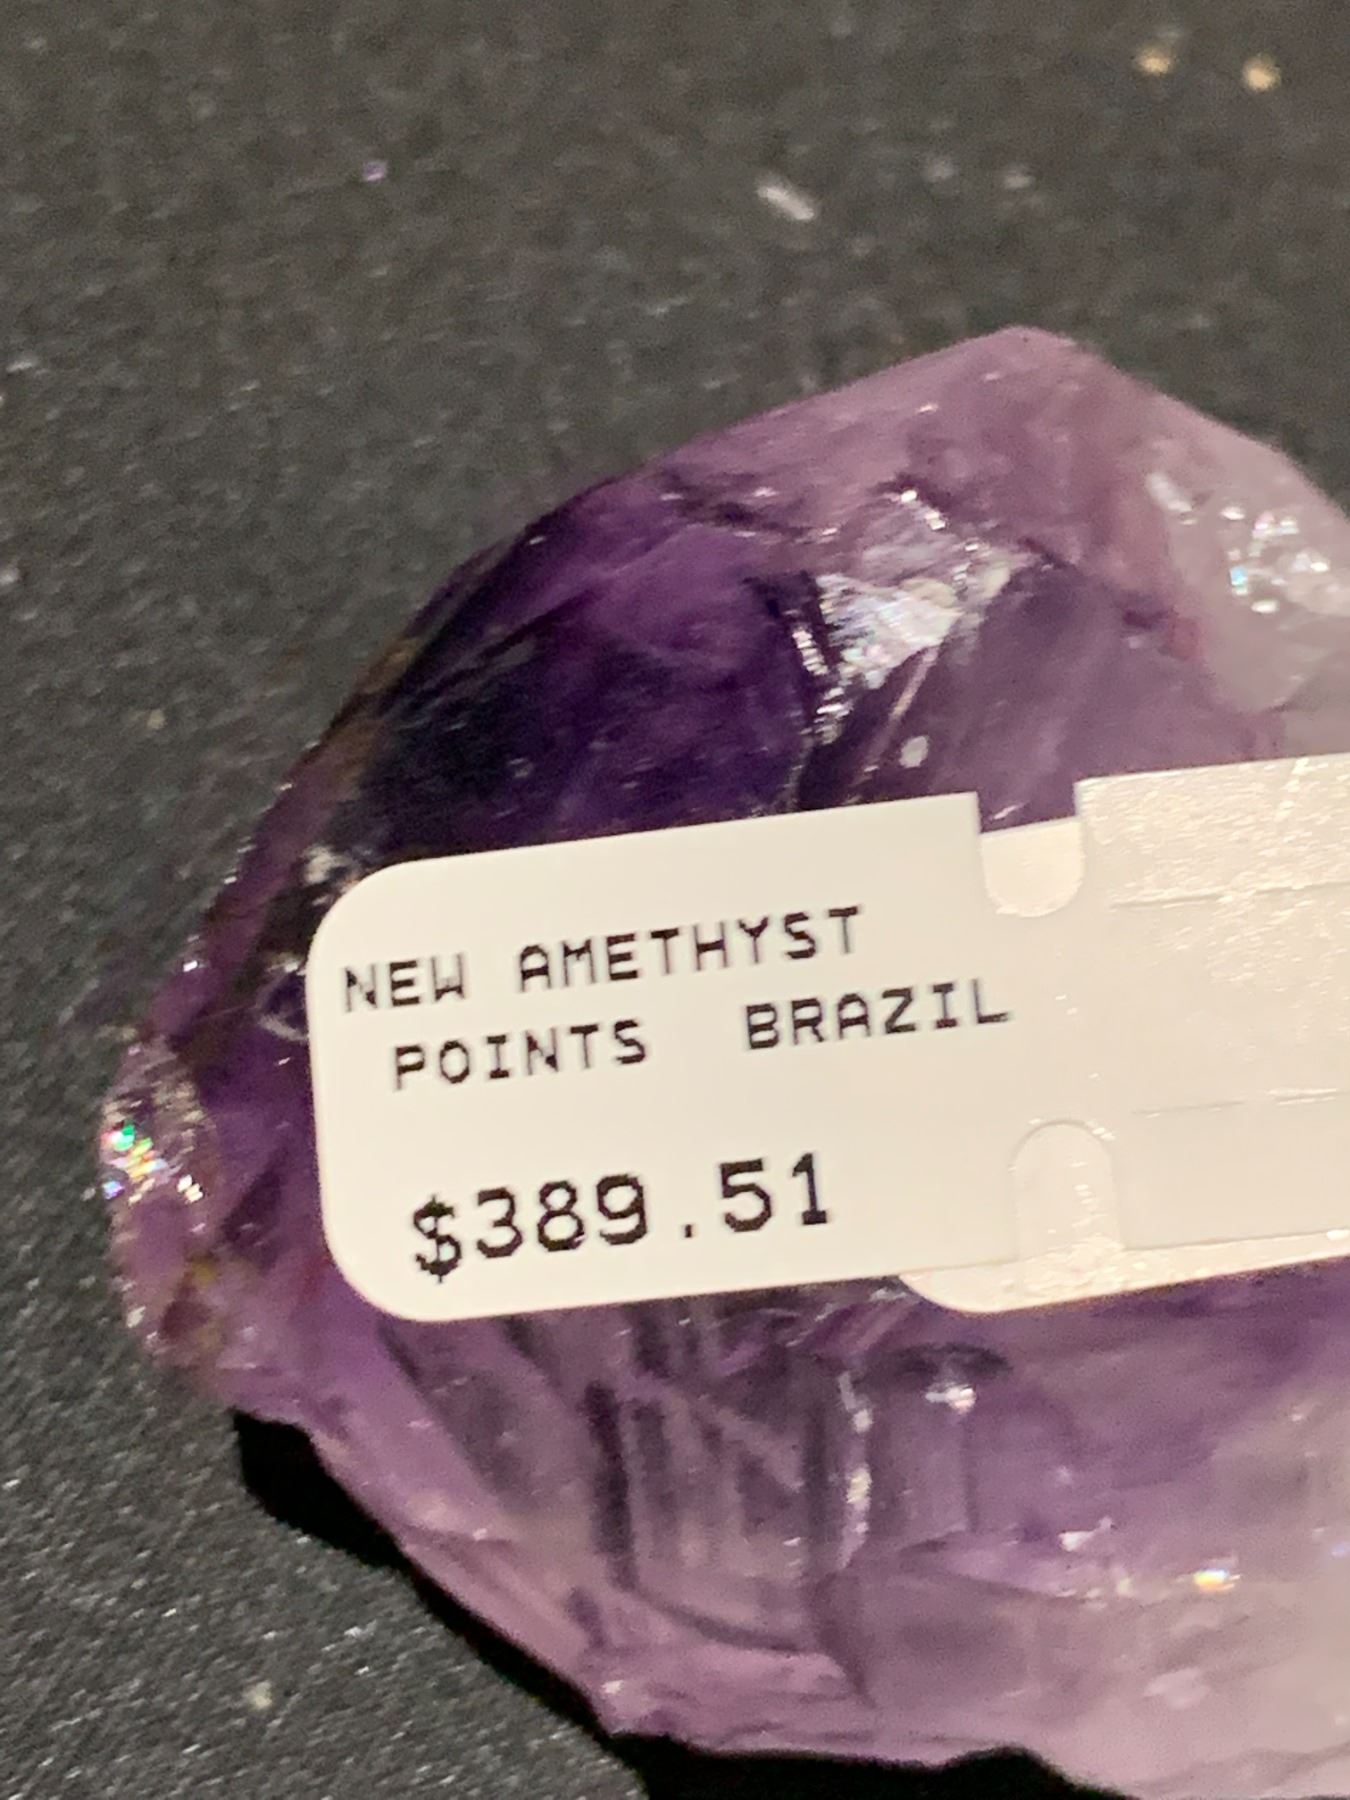 NEW AMETHYST
POINTS BRAZIL
$389.51